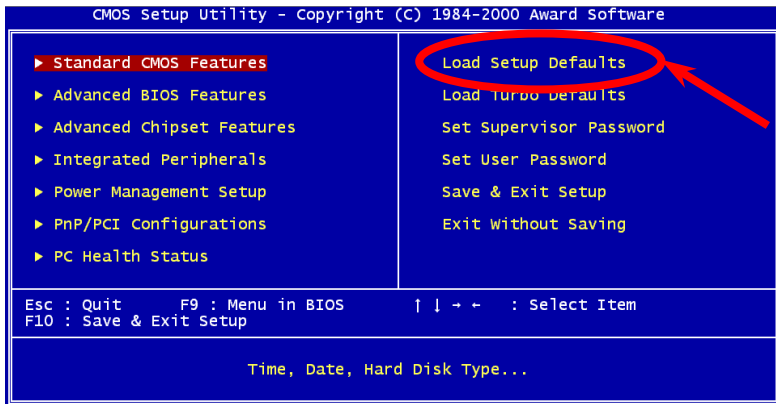 CMOS Setup Utility - Copyright (C) 1984-2000 Award Software
▶ Standard CMOS Features
▶ Advanced BIOS Features
▶ Advanced Chipset Features
▶ Integrated Peripherals
▶ Power Management Setup
▶ PnP/PCI Configurations
▶ PC Health Status
Load Setup Defaults
Load Turbo Defaults
Set Supervisor Password
Set User Password
Save & Exit Setup
Exit Without Saving
Esc : Quit F9 : Menu in BIOS ↑ ↓ → ← : Select Item
F10 : Save & Exit Setup
Time, Date, Hard Disk Type...